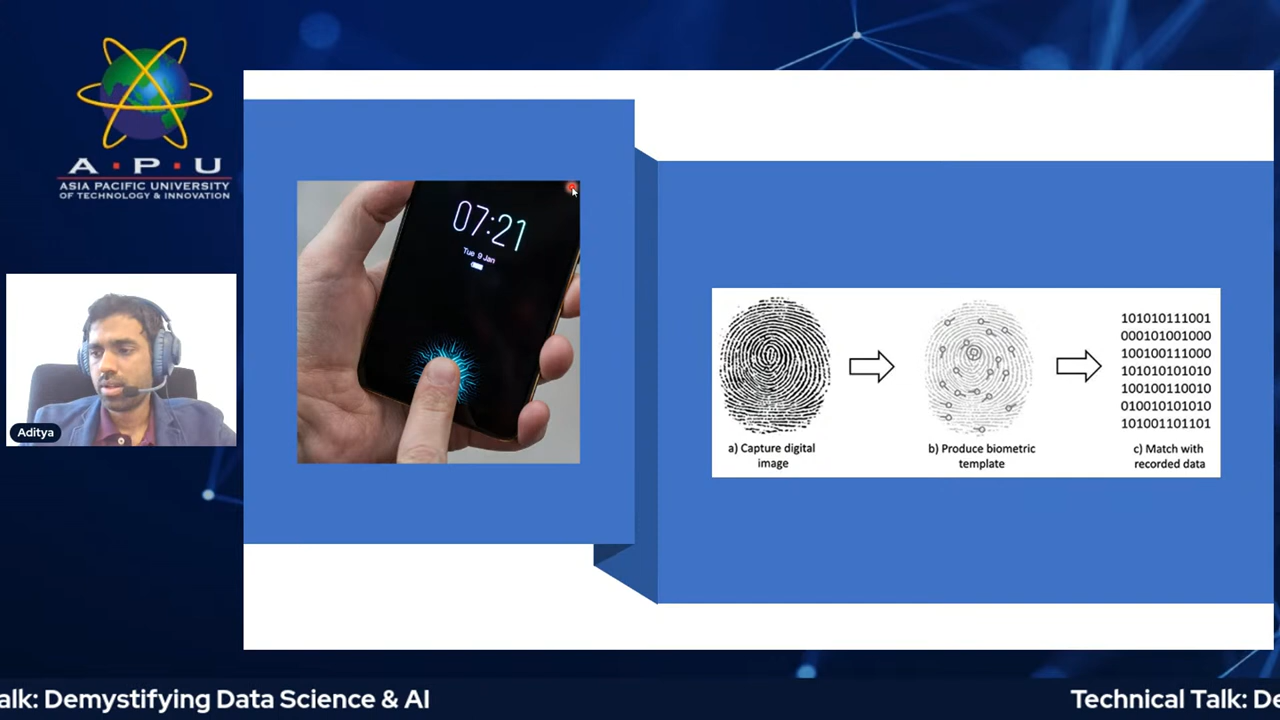 A·P·U
ASIA PACIFIC UNIVERSITY
OF TECHNOLOGY & INNOVATION
Aditya
07:21
Tue 9 Jan
a) Capture digital
image
b) Produce biometric
template
101010111001
000101001000
100100111000
101010101010
100100110010
010010101010
101001101101
c) Match with
recorded data
alk: Demystifying Data Science & AI
Technical Talk: De